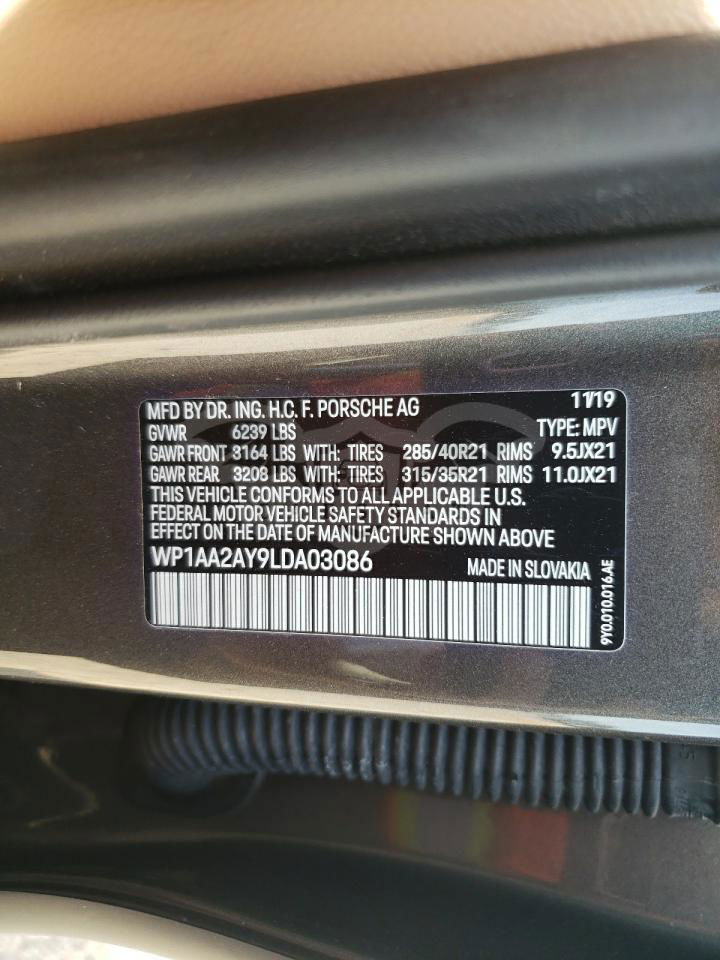 MFD BY DR. ING. H.C. F. PORSCHE AG 11/19
GVWR 6239 LBS TYPE: MPV
GAWR FRONT 3164 LBS WITH: TIRES 285/40R21 RIMS 9.5JX21
GAWR REAR 3208 LBS WITH: TIRES 315/35R21 RIMS 11.0JX21
THIS VEHICLE CONFORMS TO ALL APPLICABLE U.S.
FEDERAL MOTOR VEHICLE SAFETY STANDARDS IN
EFFECT ON THE DATE OF MANUFACTURE SHOWN ABOVE
WP1AA2AY9LDA03086 MADE IN SLOVAKIA
9Y0.010.016.AE